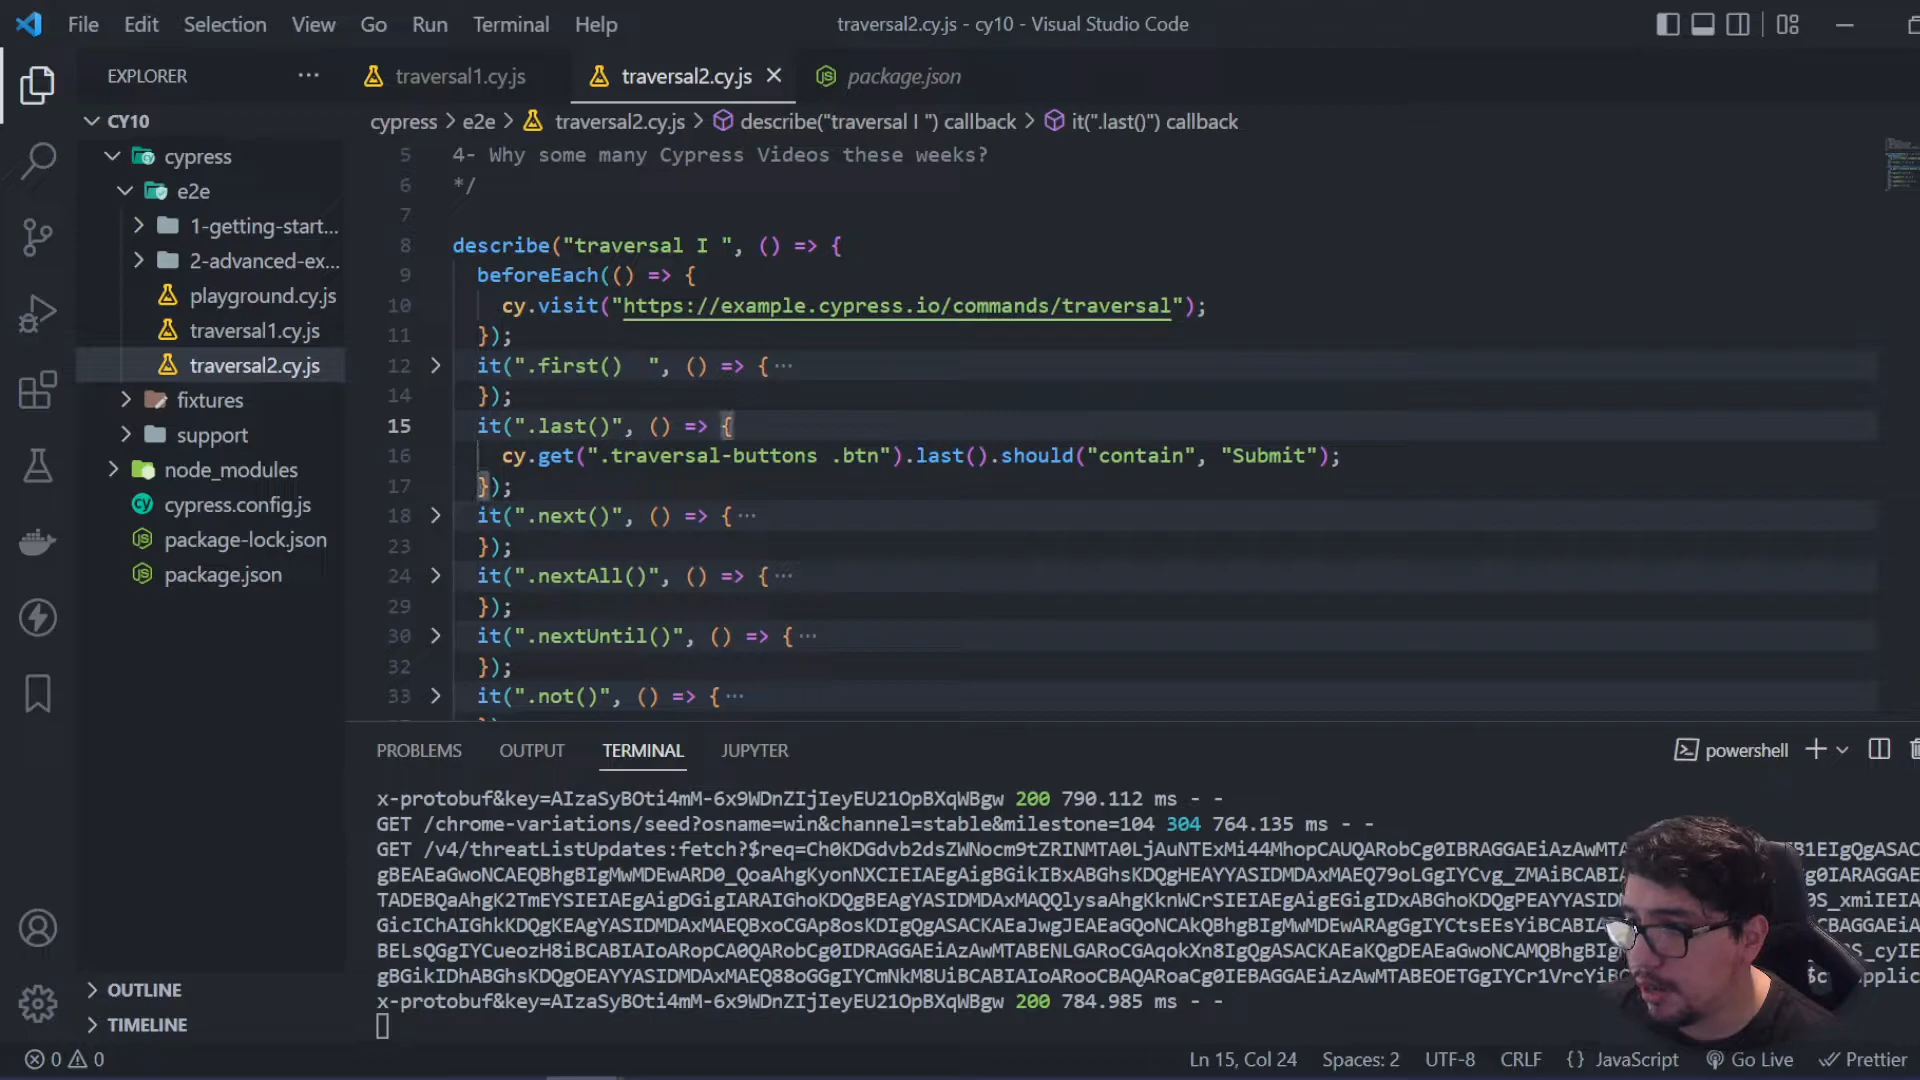 File Edit Selection View Go Run Terminal Help
traversal2.cy.js - cy10 - Visual Studio Code
EXPLORER
CY10
cypress
e2e
1-getting-start...
2-advanced-ex...
playground.cy.js
traversal1.cy.js
traversal2.cy.js
fixtures
support
node_modules
cypress.config.js
package-lock.json
package.json
OUTLINE
TIMELINE
traversal1.cy.js traversal2.cy.js package.json
cypress > e2e > traversal2.cy.js > describe("traversal I ") callback > it(".last()") callback
5 4- Why some many Cypress Videos these weeks?
6 */
7
8 describe("traversal I ", () => {
9 beforeEach(() => {
10 cy.visit("https://example.cypress.io/commands/traversal");
11 });
12 it(".first()  ", () => {···
14 });
15 it(".last()", () => {
16 cy.get(".traversal-buttons .btn").last().should("contain", "Submit");
17 });
18 it(".next()", () => {···
23 });
24 it(".nextAll()", () => {···
29 });
30 it(".nextUntil()", () => {···
32 });
33 it(".not()", () => {···
PROBLEMS OUTPUT TERMINAL JUPYTER
powershell
x-protobuf&key=AIzaSyBOti4mM-6x9WDnZIjIeyEU21OpBXqWBgw 200 790.112 ms - -
GET /chrome-variations/seed?osname=win&channel=stable&milestone=104 304 764.135 ms - -
GET /v4/threatListUpdates:fetch?$req=
x-protobuf&key=AIzaSyBOti4mM-6x9WDnZIjIeyEU21OpBXqWBgw 200 784.985 ms - -
0 0
Ln 15, Col 24 Spaces: 2 UTF-8 CRLF {} JavaScript Go Live Prettier